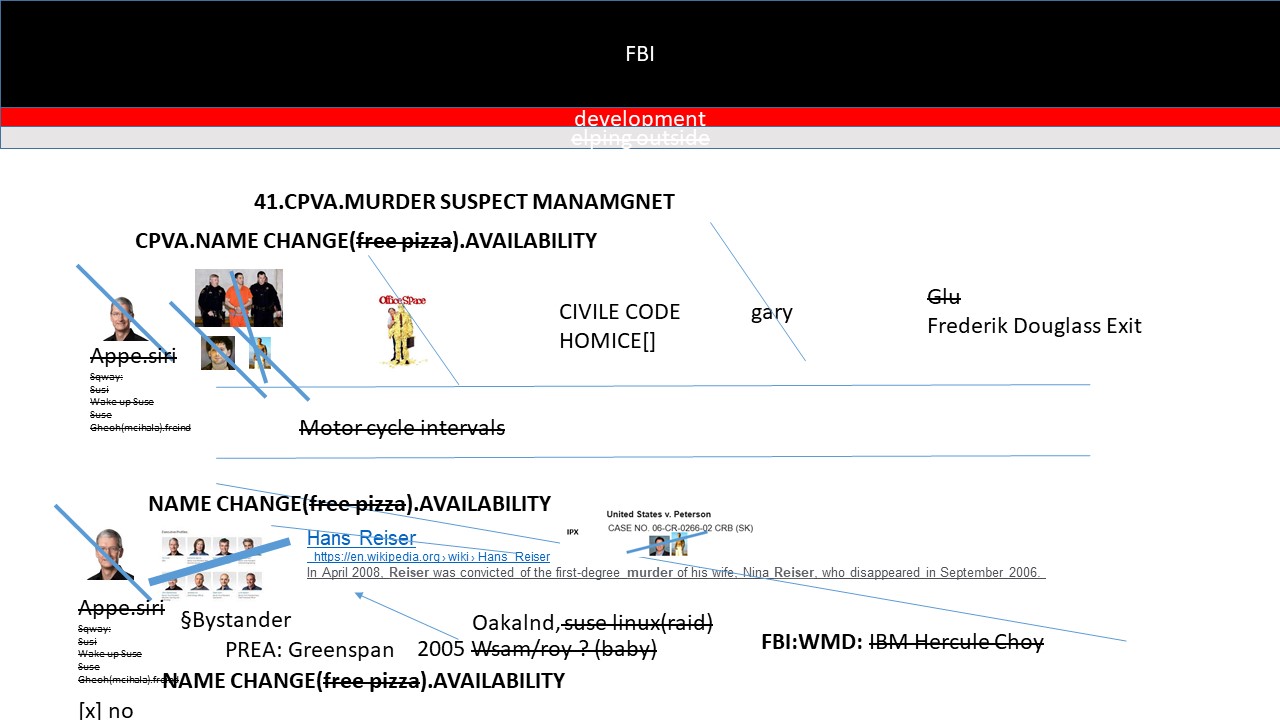 FBI
development
elping outside
41.CPVA.MURDER SUSPECT MANAMGNET
CPVA.NAME CHANGE(free pizza).AVAILABILITY
Office Space
CIVILE CODE
HOMICE[]
gary
Glu
Frederik Douglass Exit
Appe.siri
Sqway:
Susi
Wake up Suse
Suse
Gheoh(mcihala).freind
Motor cycle intervals
NAME CHANGE(free pizza).AVAILABILITY
Executive Profiles
Hans Reiser
https://en.wikipedia.org › wiki › Hans_Reiser
In April 2008, Reiser was convicted of the first-degree murder of his wife, Nina Reiser, who disappeared in September 2006.
IPX
United States v. Peterson
CASE NO. 06-CR-0266-02 CRB (SK)
Appe.siri
Sqway:
Susi
Wake up Suse
Suse
Gheoh(mcihala).freind
§Bystander
PREA: Greenspan
2005 Wsam/roy ? (baby)
Oakalnd, suse linux(raid)
FBI:WMD: IBM Hercule Choy
NAME CHANGE(free pizza).AVAILABILITY
[x] no